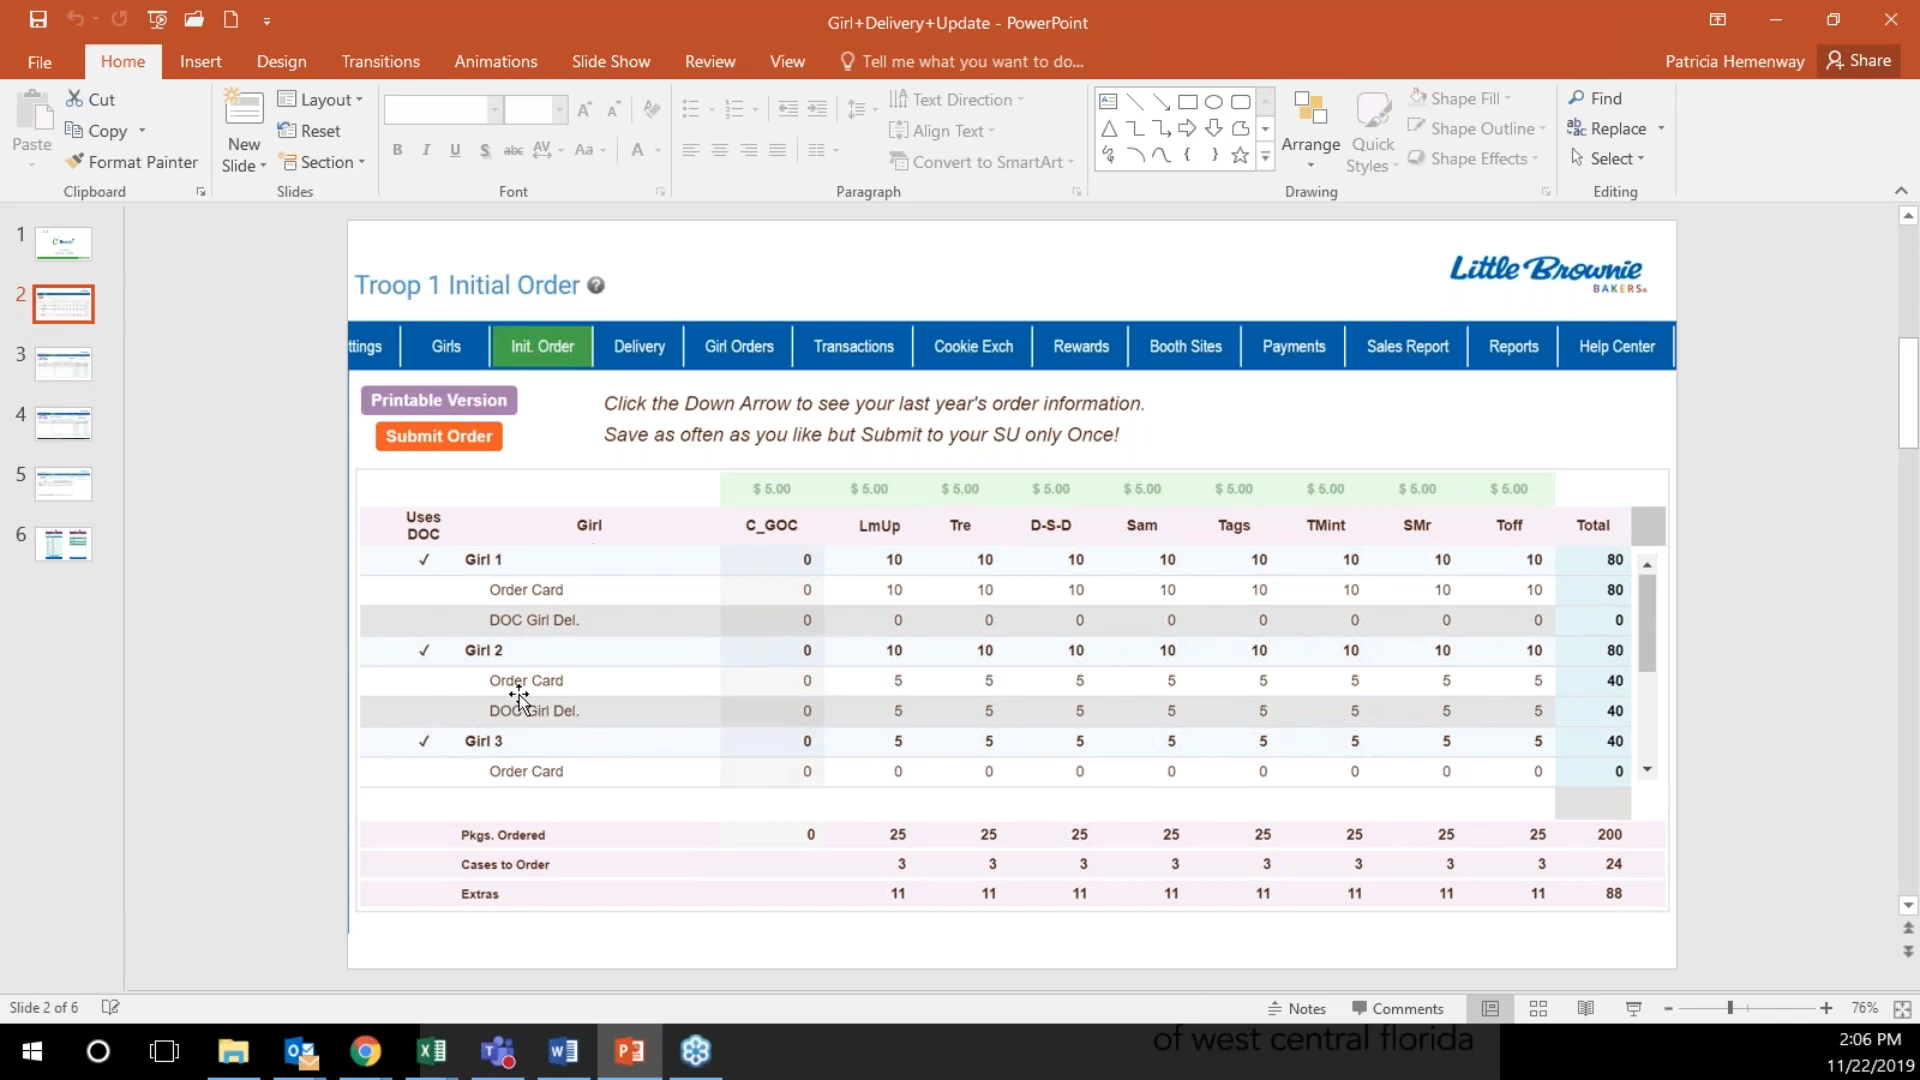 Girl+Delivery+Update - PowerPoint
File Home Insert Design Transitions Animations Slide Show Review View Tell me what you want to do... Patricia Hemenway Share
Paste
Cut
Copy
Format Painter
Clipboard
New Slide
Layout
Reset
Section
Slides
B I U S abc AV Aa A
Font
Text Direction
Align Text
Convert to SmartArt
Paragraph
Arrange
Quick Styles
Shape Fill
Shape Outline
Shape Effects
Drawing
Find
Replace
Select
Editing
1
2
3
4
5
6
Troop 1 Initial Order ?
Little Brownie
BAKERS®
ttings Girls Init. Order Delivery Girl Orders Transactions Cookie Exch Rewards Booth Sites Payments Sales Report Reports Help Center
Printable Version
Submit Order
Click the Down Arrow to see your last year's order information.
Save as often as you like but Submit to your SU only Once!
$ 5.00 $ 5.00 $ 5.00 $ 5.00 $ 5.00 $ 5.00 $ 5.00 $ 5.00 $ 5.00
Uses DOC Girl C_GOC LmUp Tre D-S-D Sam Tags TMint SMr Toff Total
✓ Girl 1 0 10 10 10 10 10 10 10 10 80
Order Card 0 10 10 10 10 10 10 10 10 80
DOC Girl Del. 0 0 0 0 0 0 0 0 0 0
✓ Girl 2 0 10 10 10 10 10 10 10 10 80
Order Card 0 5 5 5 5 5 5 5 5 40
DOC Girl Del. 0 5 5 5 5 5 5 5 5 40
✓ Girl 3 0 5 5 5 5 5 5 5 5 40
Order Card 0 0 0 0 0 0 0 0 0 0
Pkgs. Ordered 0 25 25 25 25 25 25 25 25 200
Cases to Order 3 3 3 3 3 3 3 3 24
Extras 11 11 11 11 11 11 11 11 88
Slide 2 of 6
Notes Comments 76%
of west central florida
2:06 PM
11/22/2019